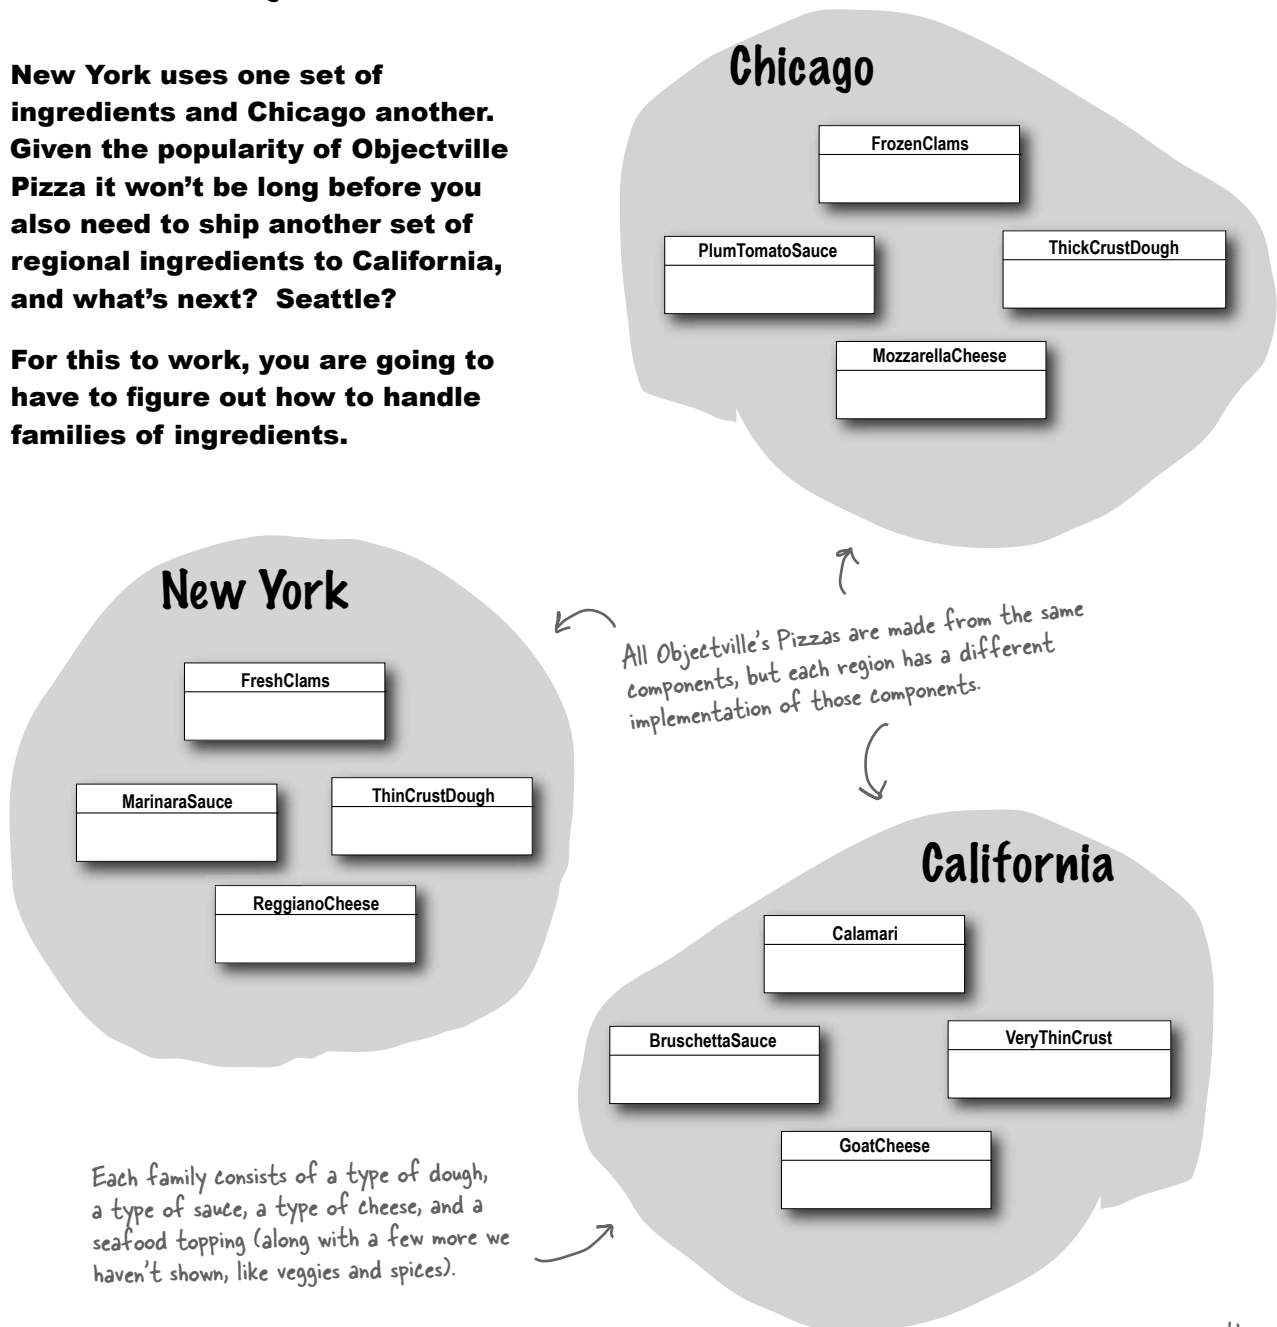 New York uses one set of
ingredients and Chicago another.
Given the popularity of Objectville
Pizza it won't be long before you
also need to ship another set of
regional ingredients to California,
and what's next?  Seattle?
For this to work, you are going to
have to figure out how to handle
families of ingredients.
Chicago
FrozenClams
PlumTomatoSauce
ThickCrustDough
MozzarellaCheese
New York
FreshClams
MarinaraSauce
ThinCrustDough
ReggianoCheese
All Objectville's Pizzas are made from the same
components, but each region has a different
implementation of those components.
California
Calamari
BruschettaSauce
VeryThinCrust
GoatCheese
Each family consists of a type of dough,
a type of sauce, a type of cheese, and a
seafood topping (along with a few more we
haven't shown, like veggies and spices).